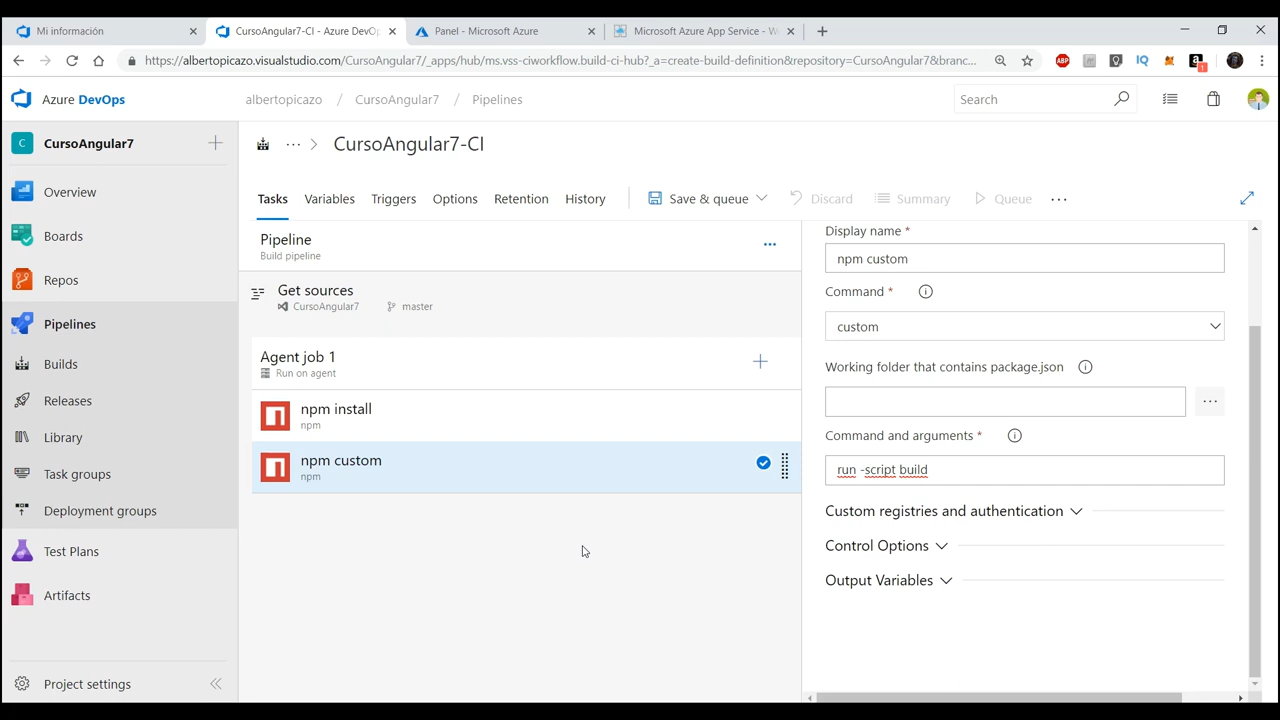 Mi información
CursoAngular7-CI - Azure DevOp
Panel - Microsoft Azure
Microsoft Azure App Service - W
https://albertopicazo.visualstudio.com/CursoAngular7/_apps/hub/ms.vss-ciworkflow.build-ci-hub?_a=create-build-definition&repository=CursoAngular7&branc...
ABP
IQ
Azure DevOps
albertopicazo / CursoAngular7 / Pipelines
Search
C CursoAngular7
CursoAngular7-CI
Overview
Boards
Repos
Pipelines
Builds
Releases
Library
Task groups
Deployment groups
Test Plans
Artifacts
Project settings
Tasks
Variables
Triggers
Options
Retention
History
Save & queue
Discard
Summary
Queue
...
Pipeline
Build pipeline
Get sources
CursoAngular7
master
Agent job 1
Run on agent
npm install
npm
npm custom
npm
Display name *
npm custom
Command *
custom
Working folder that contains package.json
Command and arguments *
run -script build
Custom registries and authentication
Control Options
Output Variables